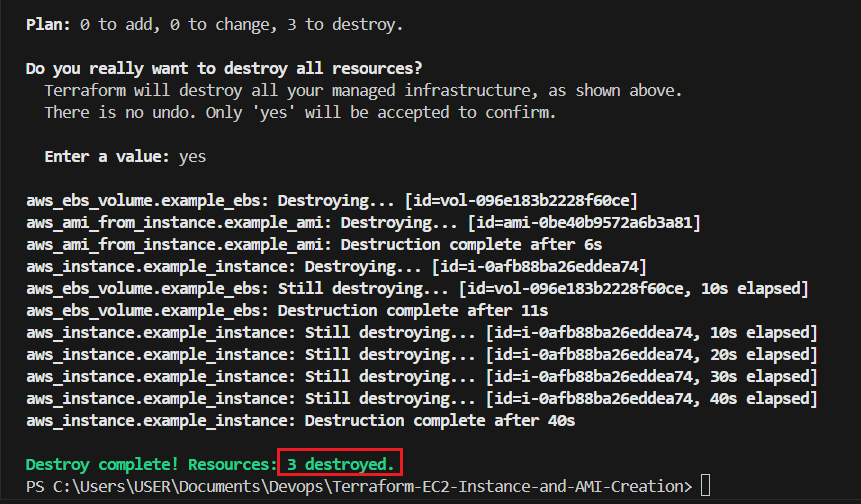 Plan: 0 to add, 0 to change, 3 to destroy.
Do you really want to destroy all resources?
Terraform will destroy all your managed infrastructure, as shown above.
There is no undo. Only 'yes' will be accepted to confirm.
Enter a value: yes
aws_ebs_volume.example_ebs: Destroying... [id=vol-096e183b2228f60ce]
aws_ami_from_instance.example_ami: Destroying... [id=ami-0be40b9572a6b3a81]
aws_ami_from_instance.example_ami: Destruction complete after 6s
aws_instance.example_instance: Destroying... [id=i-0afb88ba26eddea74]
aws_ebs_volume.example_ebs: Still destroying... [id=vol-096e183b2228f60ce, 10s elapsed]
aws_ebs_volume.example_ebs: Destruction complete after 11s
aws_instance.example_instance: Still destroying... [id=i-0afb88ba26eddea74, 10s elapsed]
aws_instance.example_instance: Still destroying... [id=i-0afb88ba26eddea74, 20s elapsed]
aws_instance.example_instance: Still destroying... [id=i-0afb88ba26eddea74, 30s elapsed]
aws_instance.example_instance: Still destroying... [id=i-0afb88ba26eddea74, 40s elapsed]
aws_instance.example_instance: Destruction complete after 40s
Destroy complete! Resources: 3 destroyed.
PS C:\Users\USER\Documents\Devops\Terraform-EC2-Instance-and-AMI-Creation>